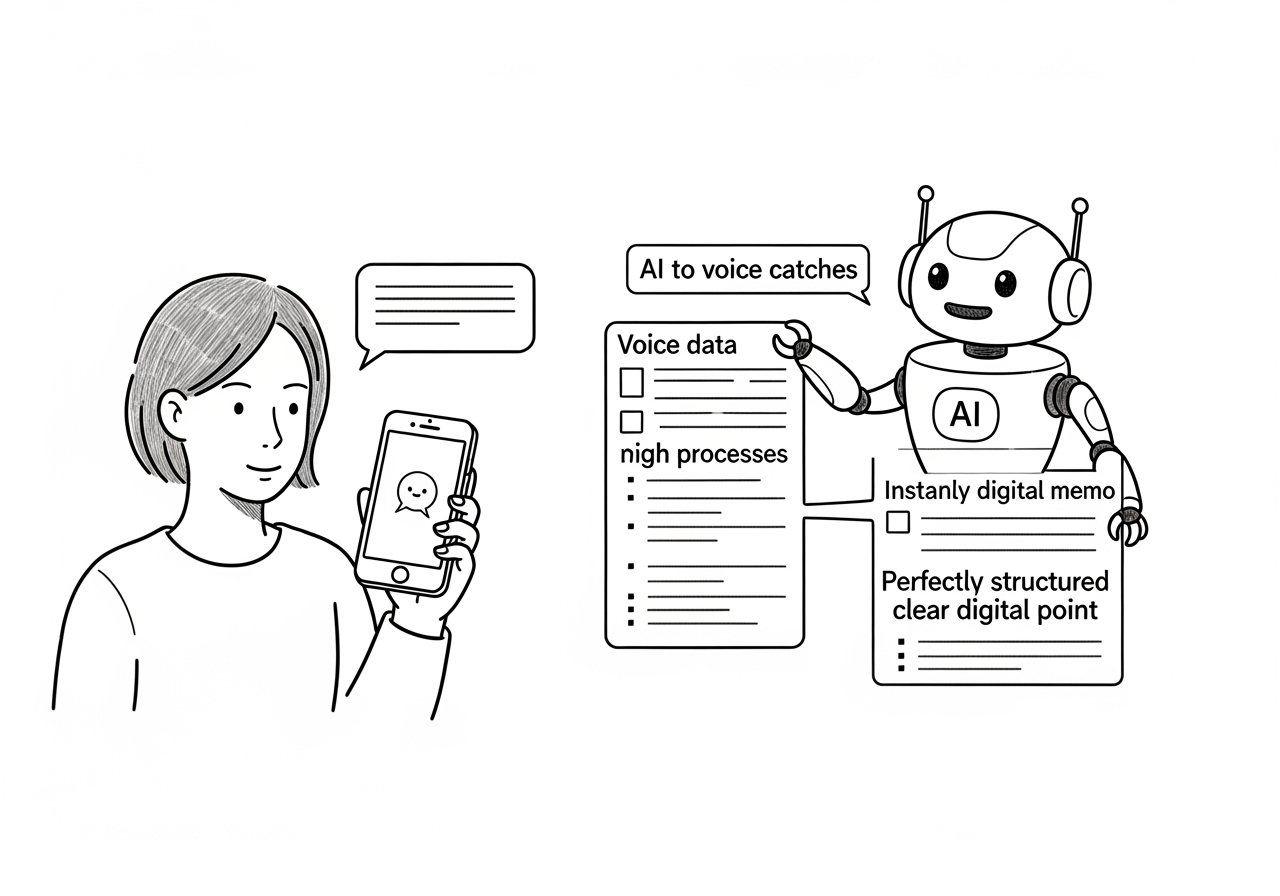 AI to voice catches
Voice data
nigh processes
AI
Instanly digital memo
Perfectly structured
clear digital point